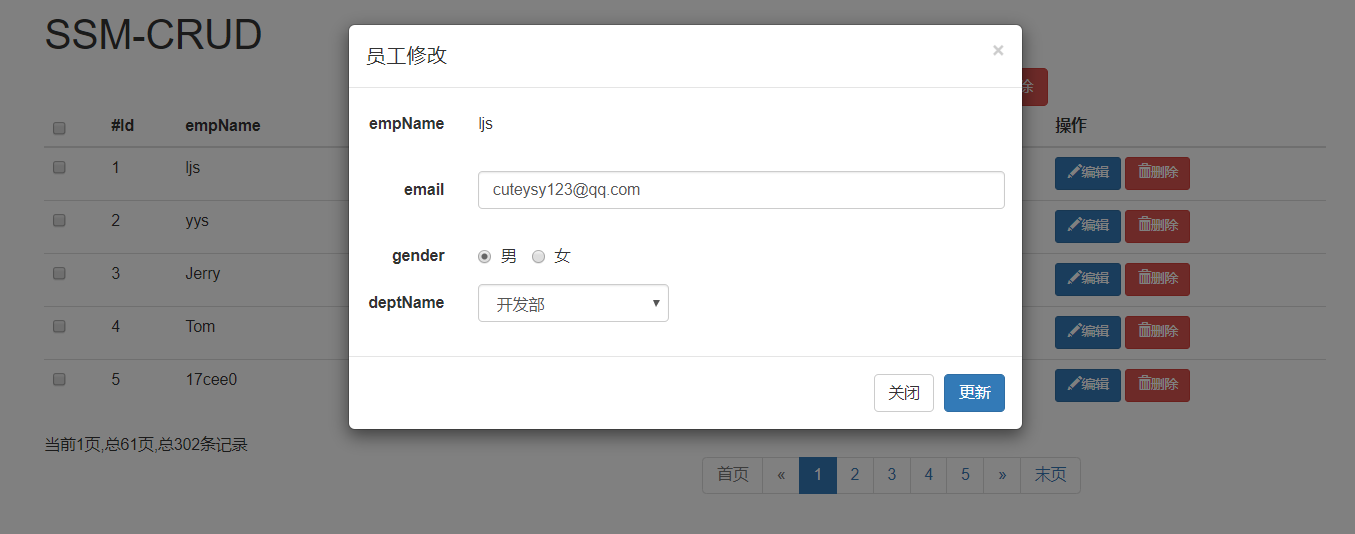 SSM-CRUD
员工修改 ×
除
#Id empName 操作
empName ljs
1 ljs 编辑 删除
email cuteysy123@qq.com
2 yys 编辑 删除
gender 男 女
3 Jerry 编辑 删除
deptName 开发部
4 Tom 编辑 删除
5 17cee0 编辑 删除
关闭 更新
当前1页,总61页,总302条记录
首页 « 1 2 3 4 5 » 末页